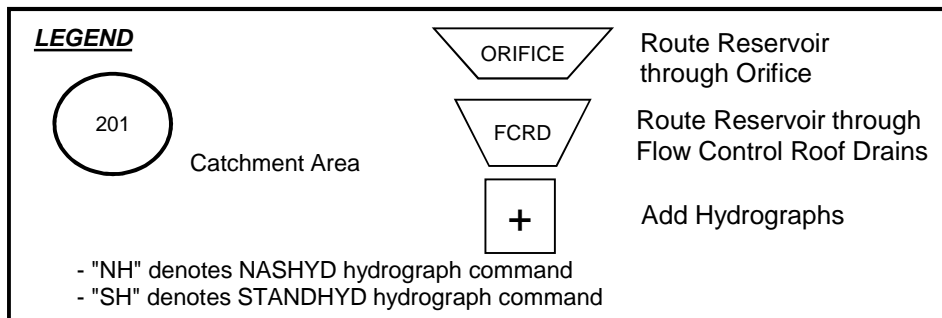 LEGEND
201
Catchment Area
ORIFICE
Route Reservoir
through Orifice
FCRD
Route Reservoir through
Flow Control Roof Drains
+
Add Hydrographs
- "NH" denotes NASHYD hydrograph command
- "SH" denotes STANDHYD hydrograph command